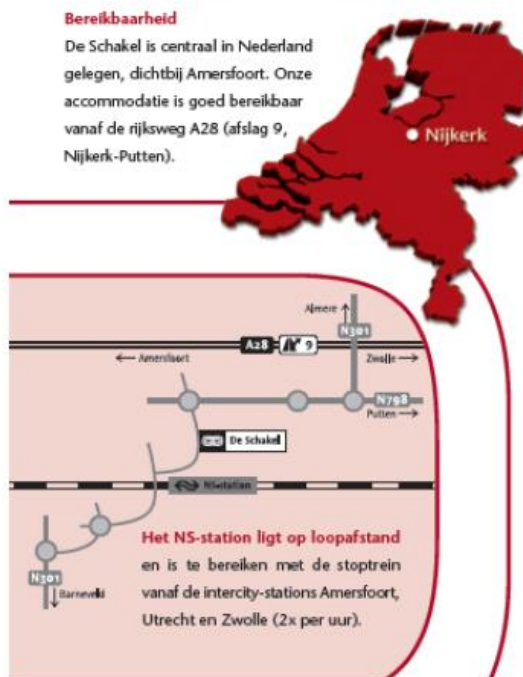 Bereikbaarheid
De Schakel is centraal in Nederland
gelegen, dichtbij Amersfoort. Onze
accommodatie is goed bereikbaar
vanaf de rijksweg A28 (afslag 9,
Nijkerk-Putten).
Nijkerk
Almere
N301
A28 9
Amersfoort
Zwolle
N798
Putten
De Schakel
NS-station
Het NS-station ligt op loopafstand
en is te bereiken met de stoptrein
vanaf de intercity-stations Amersfoort,
Utrecht en Zwolle (2x per uur).
N301
Barneveld